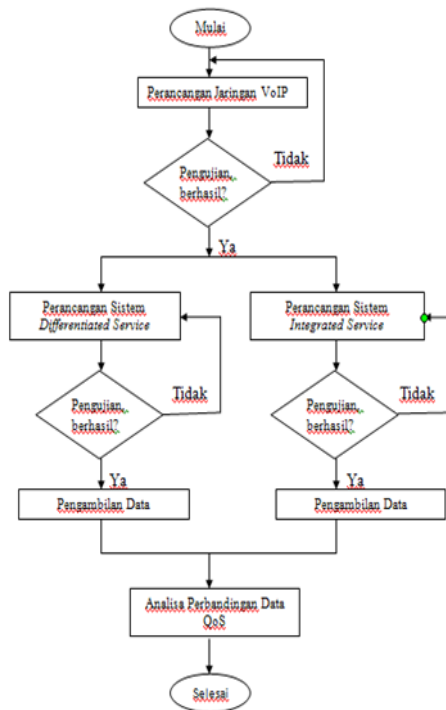 Mulai
Perancangan Jaringan VoIP
Tidak
Pengujian,
berhasil?
Ya
Perancangan Sistem
Differentiated Service
Perancangan Sistem
Integrated Service
Tidak
Pengujian,
berhasil?
Tidak
Pengujian,
berhasil?
Ya
Ya
Pengambilan Data
Pengambilan Data
Analisa Perbandingan Data
QoS
Selesai